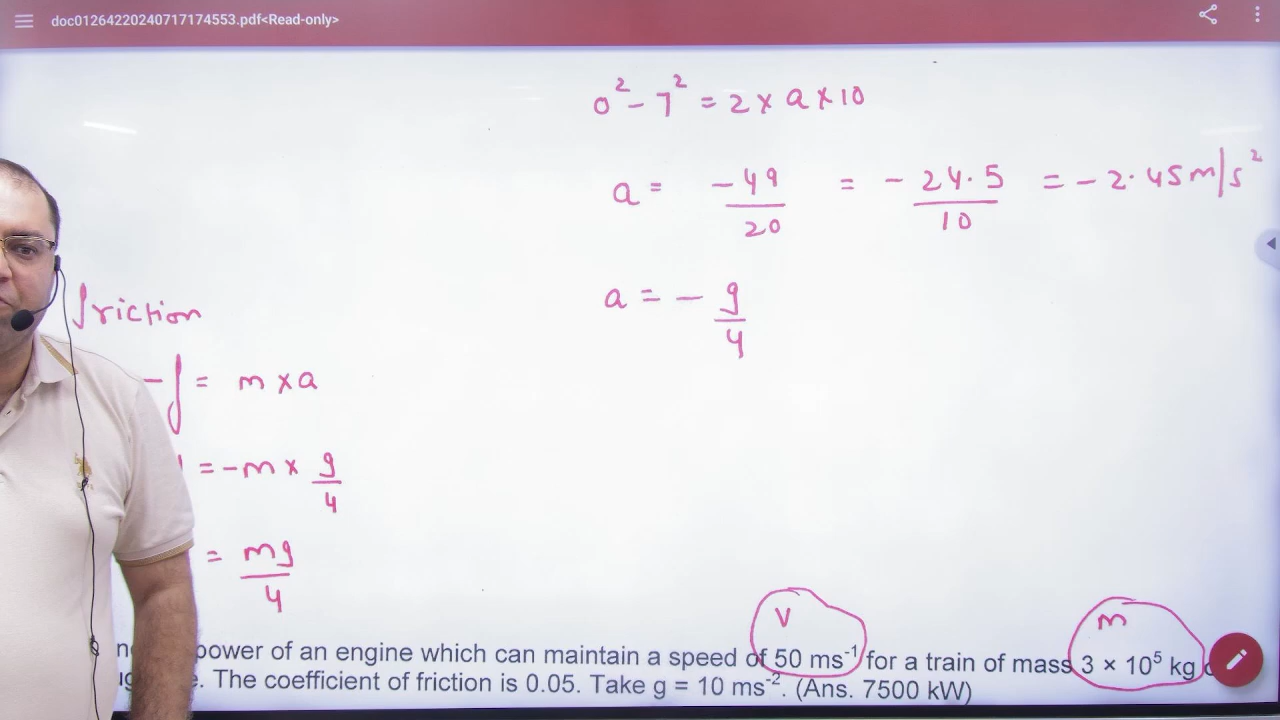 doc01264220240717174553.pdf<Read-only>
0² - 7² = 2 × a × 10
a = -49/20 = -24.5/10 = -2.45 m/s²
a = - g/4
friction
-f = m × a
= -m × g/4
= mg/4
V
m
power of an engine which can maintain a speed of 50 ms⁻¹ for a train of mass 3 × 10⁵ kg
The coefficient of friction is 0.05. Take g = 10 ms⁻². (Ans. 7500 kW)